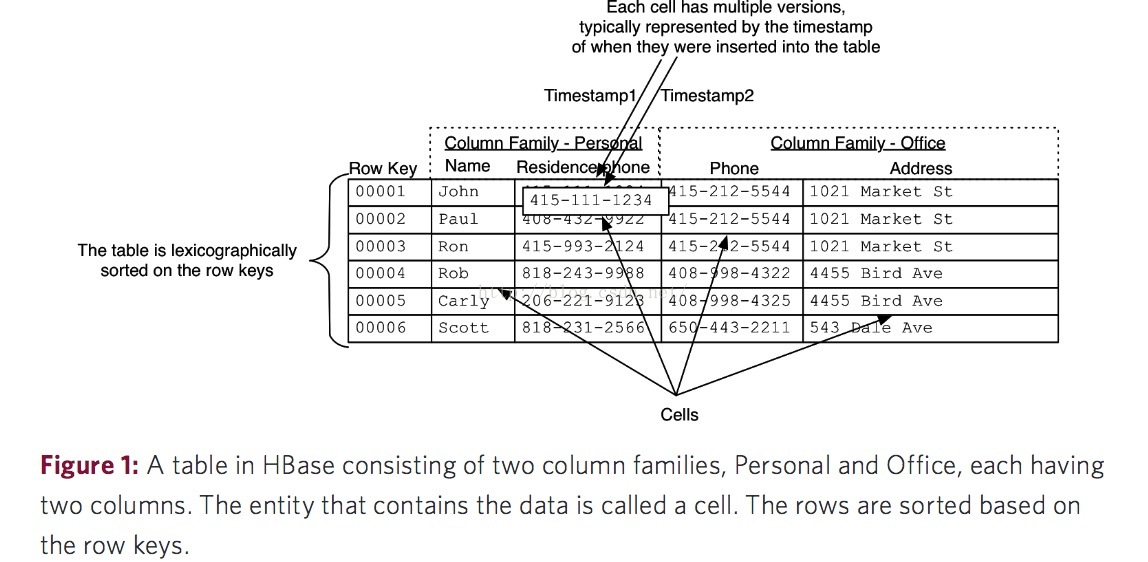 Each cell has multiple versions,
typically represented by the timestamp
of when they were inserted into the table
Timestamp1 Timestamp2
Column Family - Personal Column Family - Office
Row Key Name Residence phone Phone Address
00001 John 415-212-5544 1021 Market St
415-111-1234
00002 Paul 408-432-9922 415-212-5544 1021 Market St
The table is lexicographically
sorted on the row keys
00003 Ron 415-993-2124 415-212-5544 1021 Market St
00004 Rob 818-243-9988 408-998-4322 4455 Bird Ave
00005 Carly 206-221-9123 408-998-4325 4455 Bird Ave
00006 Scott 818-231-2566 650-443-2211 543 Dale Ave
Cells
Figure 1: A table in HBase consisting of two column families, Personal and Office, each having
two columns. The entity that contains the data is called a cell. The rows are sorted based on
the row keys.